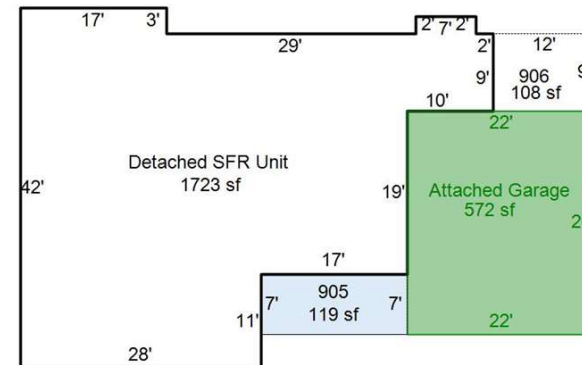 17' 3' 2' 7' 2'
29' 2' 12'
9' 906
108 sf
10' 22'
Detached SFR Unit
1723 sf
42' 19' Attached Garage
572 sf
17'
7' 905 7'
119 sf
11' 22'
28'